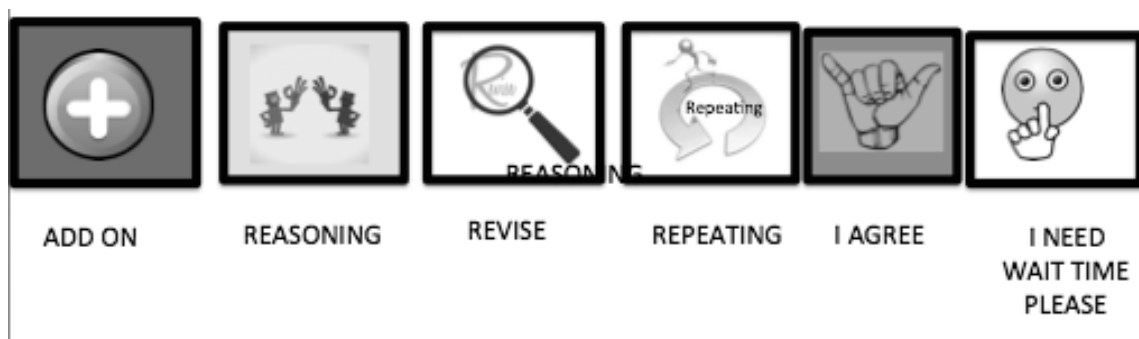 Repeating
REASONING
ADD ON
REASONING
REVISE
REPEATING
I AGREE
I NEED
WAIT TIME
PLEASE